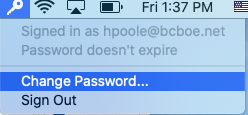 Fri 1:37 PM
Signed in as hpoole@bcboe.net
Password doesn't expire
Change Password...
Sign Out